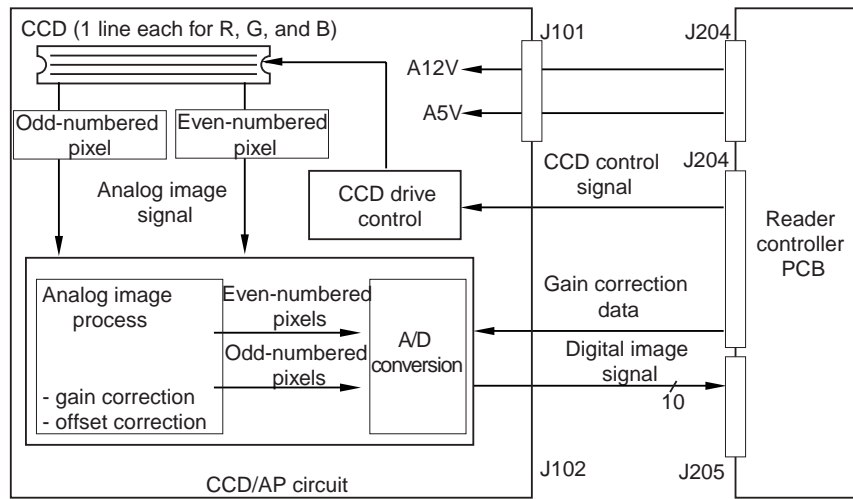 CCD (1 line each for R, G, and B)
J101
J204
A12V
A5V
Odd-numbered
pixel
Even-numbered
pixel
Analog image
signal
CCD drive
control
CCD control
signal
J204
Reader
controller
PCB
Analog image
process
- gain correction
- offset correction
Even-numbered
pixels
Odd-numbered
pixels
A/D
conversion
Gain correction
data
Digital image
signal
10
J102
J205
CCD/AP circuit